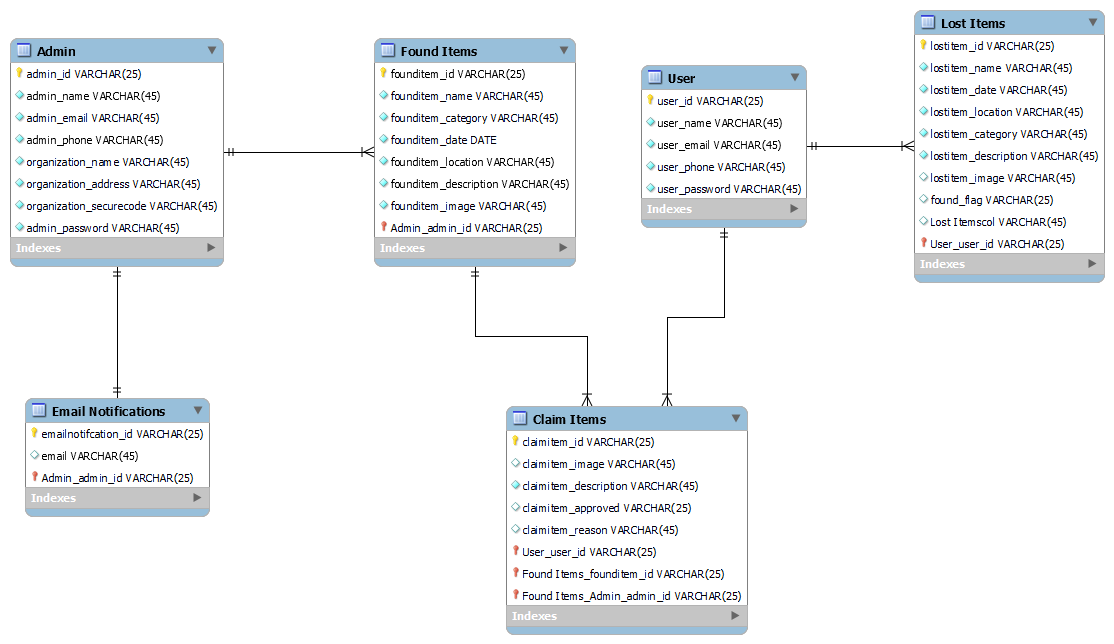 Admin
admin_id VARCHAR(25)
admin_name VARCHAR(45)
admin_email VARCHAR(45)
admin_phone VARCHAR(45)
organization_name VARCHAR(45)
organization_address VARCHAR(45)
organization_securecode VARCHAR(45)
admin_password VARCHAR(45)
Indexes
Found Items
founditem_id VARCHAR(25)
founditem_name VARCHAR(45)
founditem_category VARCHAR(45)
founditem_date DATE
founditem_location VARCHAR(45)
founditem_description VARCHAR(45)
founditem_image VARCHAR(45)
Admin_admin_id VARCHAR(25)
Indexes
User
user_id VARCHAR(25)
user_name VARCHAR(45)
user_email VARCHAR(45)
user_phone VARCHAR(45)
user_password VARCHAR(45)
Indexes
Lost Items
lostitem_id VARCHAR(25)
lostitem_name VARCHAR(45)
lostitem_date VARCHAR(45)
lostitem_location VARCHAR(45)
lostitem_category VARCHAR(45)
lostitem_description VARCHAR(45)
lostitem_image VARCHAR(45)
found_flag VARCHAR(25)
Lost Itemscol VARCHAR(45)
User_user_id VARCHAR(25)
Indexes
Email Notifications
emailnotifcation_id VARCHAR(25)
email VARCHAR(45)
Admin_admin_id VARCHAR(25)
Indexes
Claim Items
claimitem_id VARCHAR(25)
claimitem_image VARCHAR(45)
claimitem_description VARCHAR(45)
claimitem_approved VARCHAR(25)
claimitem_reason VARCHAR(45)
User_user_id VARCHAR(25)
Found Items_founditem_id VARCHAR(25)
Found Items_Admin_admin_id VARCHAR(25)
Indexes